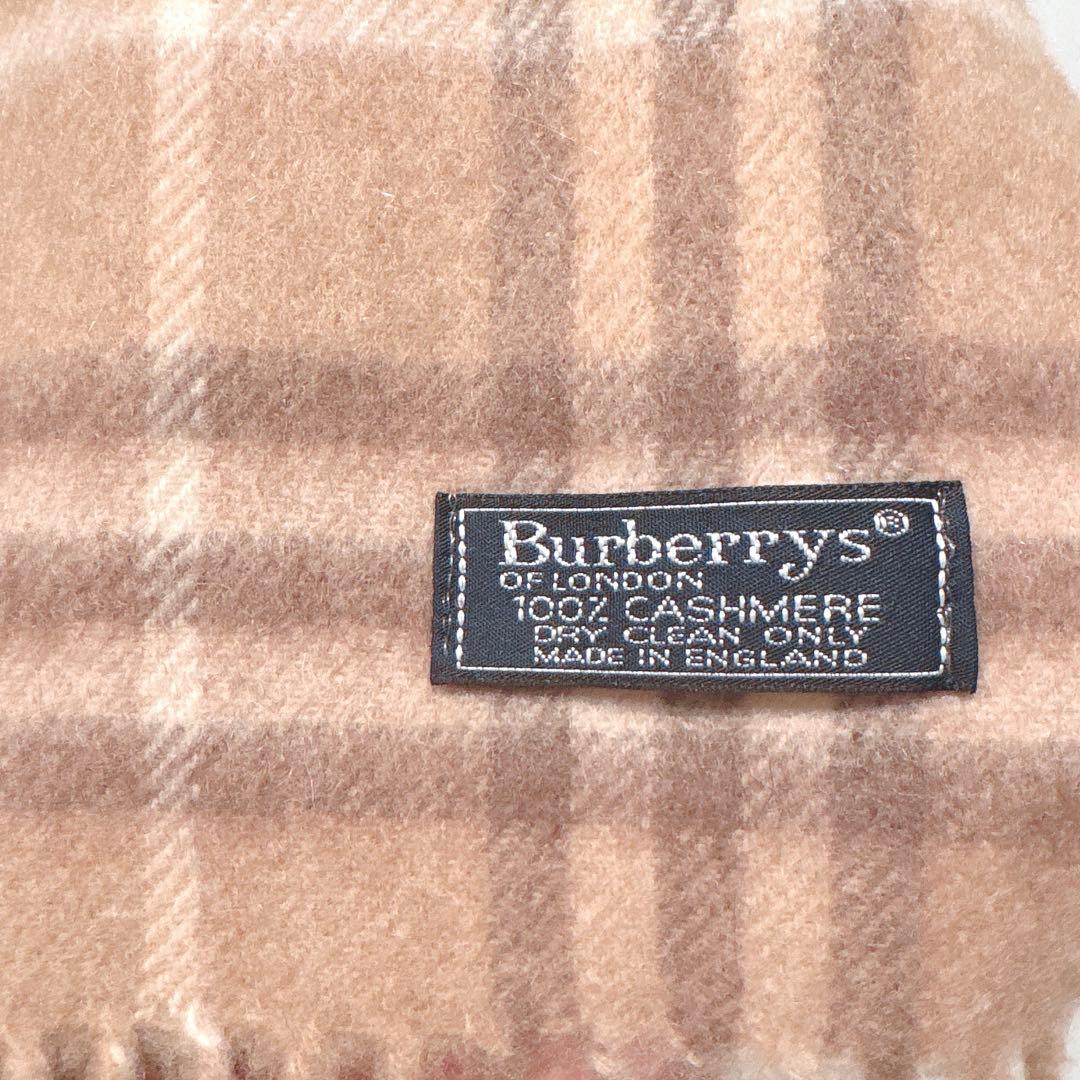 Burberrys®
OF LONDON
100% CASHMERE
DRY CLEAN ONLY
MADE IN ENGLAND